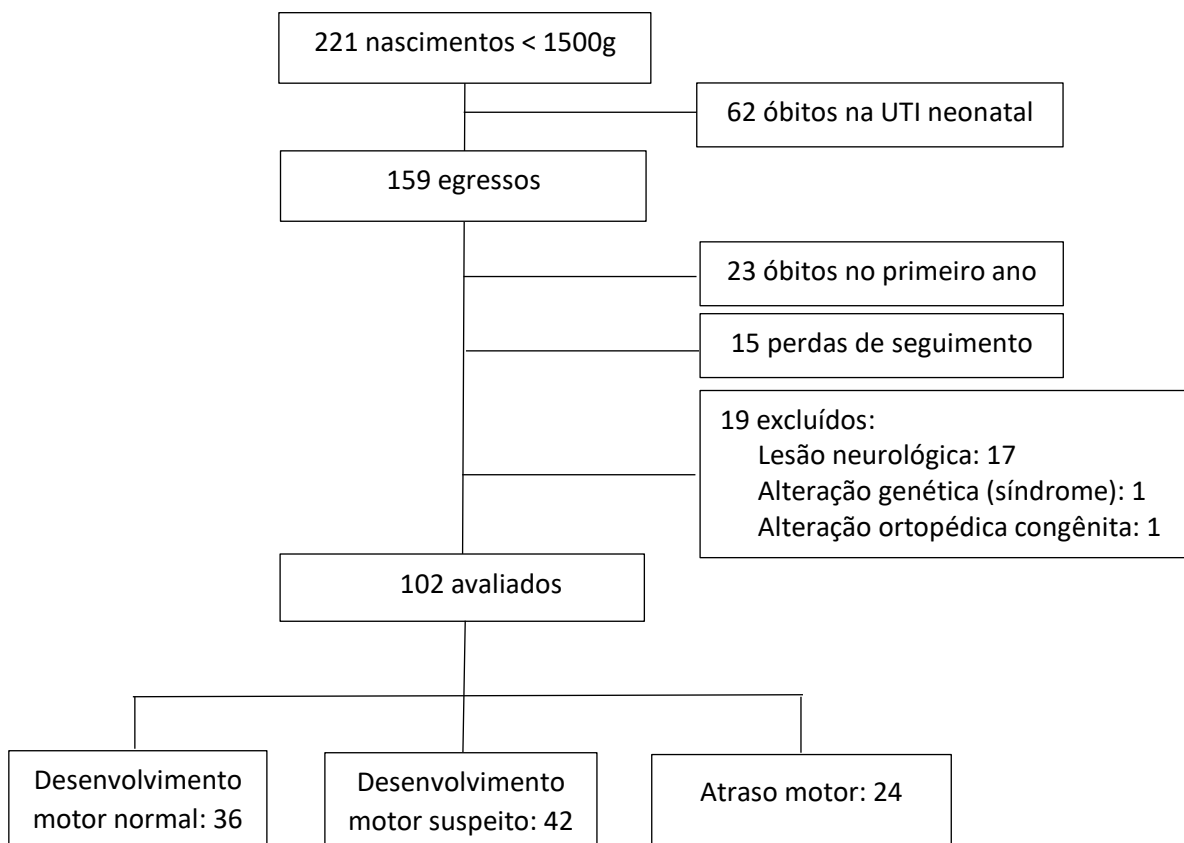 221 nascimentos < 1500g
62 óbitos na UTI neonatal
159 egressos
23 óbitos no primeiro ano
15 perdas de seguimento
19 excluídos:
Lesão neurológica: 17
Alteração genética (síndrome): 1
Alteração ortopédica congênita: 1
102 avaliados
Desenvolvimento
motor normal: 36
Desenvolvimento
motor suspeito: 42
Atraso motor: 24